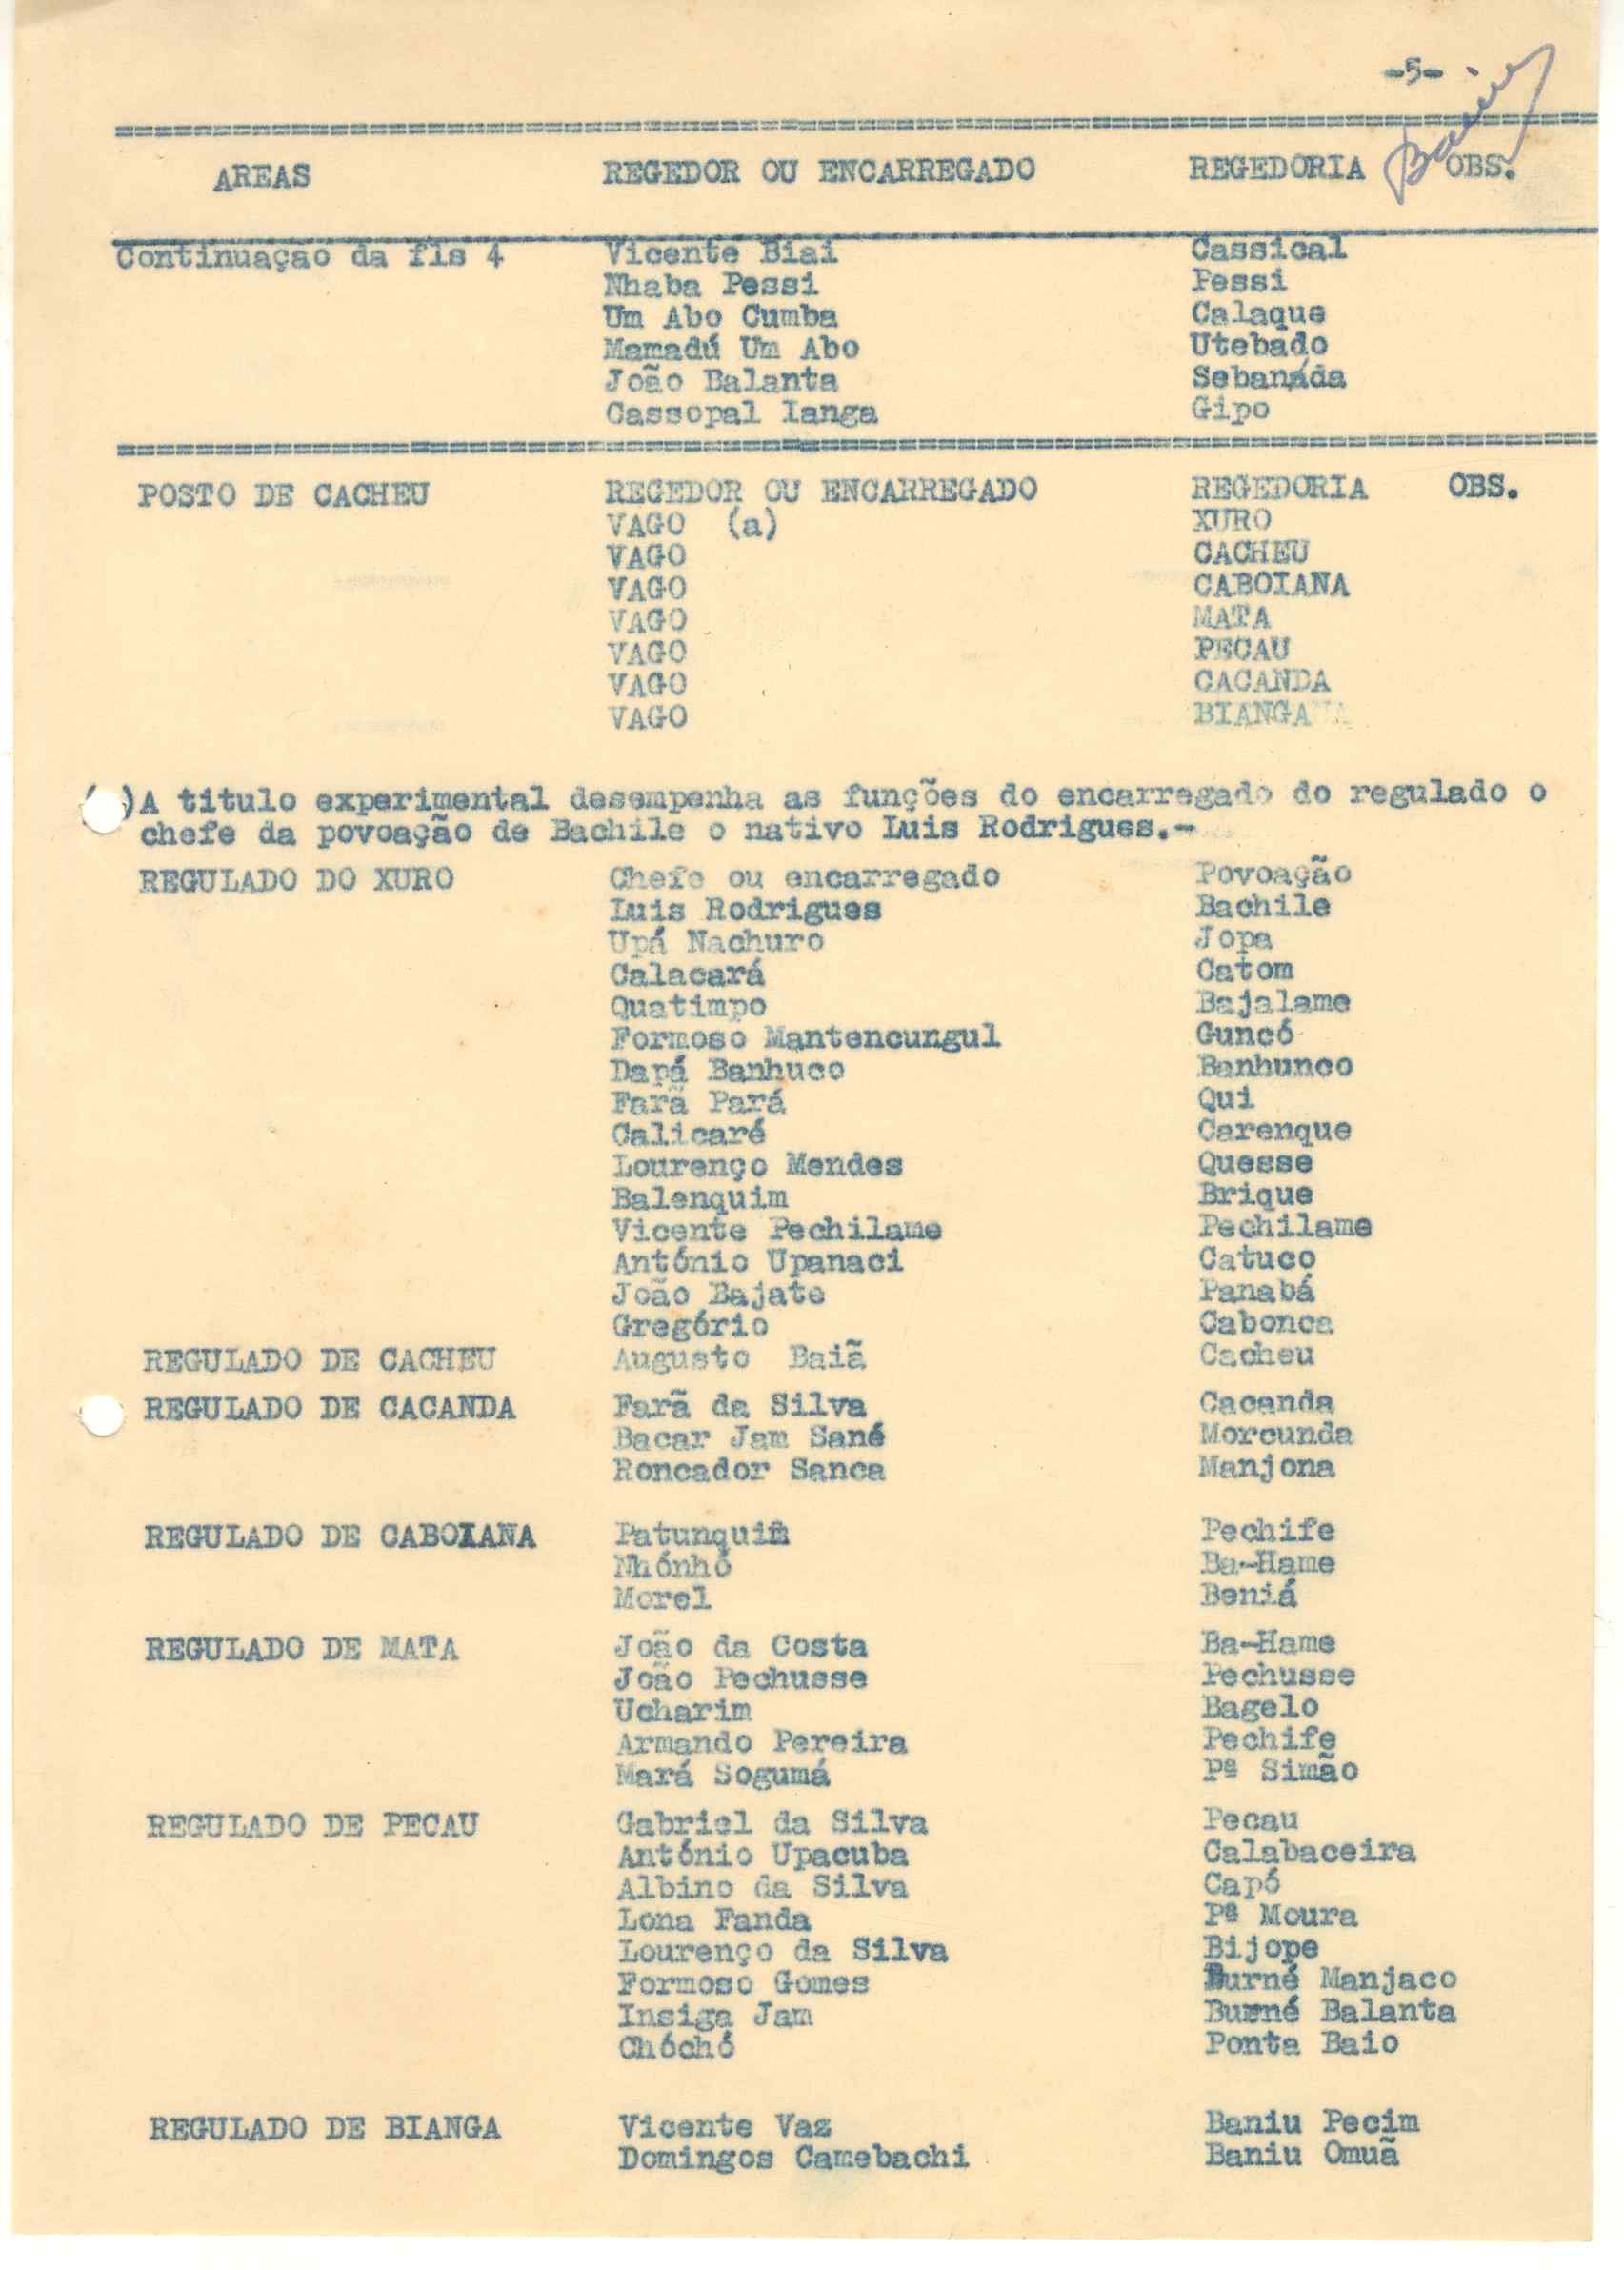 -5-
AREAS REGEDOR OU ENCARREGADO REGEDORIA OBS.
Continuação da fls 4 Vicente Biai Cassical
Nhaba Pessi Pessi
Um Abo Cumba Calaque
Mamadú Um Abo Utebado
João Balanta Sebanáda
Cassopal Ianga Gipo
POSTO DE CACHEU REGEDOR OU ENCARREGADO REGEDORIA OBS.
VAGO (a) XURO
VAGO CACHEU
VAGO CABOIANA
VAGO MATA
VAGO PECAU
VAGO CACANDA
VAGO BIANGA
)A titulo experimental desempenha as funções do encarregado do regulado o
chefe da povoação de Bachile o nativo Luis Rodrigues.-
REGULADO DO XURO Chefe ou encarregado Povoação
Luis Rodrigues Bachile
Upá Nachuro Jopa
Calacará Catom
Quatimpo Bajalame
Formoso Mantencungul Guncó
Dapá Banhuco Banhunco
Farã Pará Qui
Calicaré Carenque
Lourenço Mendes Quesse
Balenquim Brique
Vicente Pechilame Pechilame
António Upanaci Catuco
João Bajate Panabá
Gregório Cabonca
REGULADO DE CACHEU Augusto Baiã Cacheu
REGULADO DE CACANDA Farã da Silva Cacanda
Bacar Jam Sané Morcunda
Roncador Sanca Manjona
REGULADO DE CABOIANA Patunquim Pechife
Nhónhó Ba-Hame
Morel Beniá
REGULADO DE MATA João da Costa Ba-Hame
João Pechusse Pechusse
Ucharim Bagelo
Armando Pereira Pechife
Mará Sogumá Pª Simão
REGULADO DE PECAU Gabriel da Silva Pecau
António Upacuba Calabaceira
Albino da Silva Capó
Lona Fanda Pª Moura
Lourenço da Silva Bijope
Formoso Gomes Burné Manjaco
Insiga Jam Burné Balanta
Chóchó Ponta Baio
REGULADO DE BIANGA Vicente Vaz Baniu Pecim
Domingos Camebachi Baniu Omuã